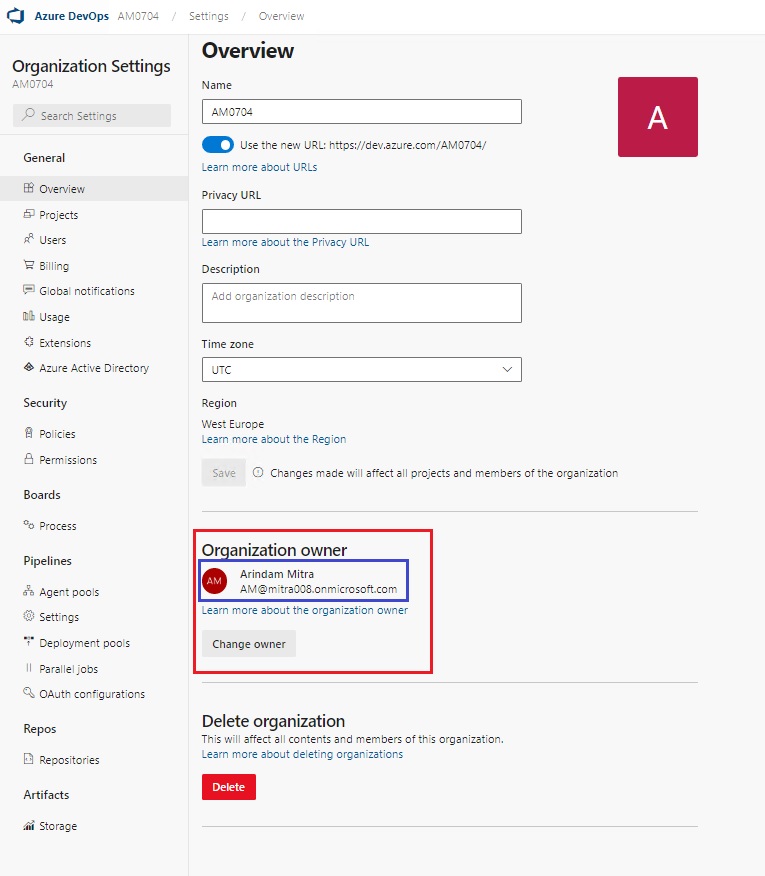 Azure DevOps AM0704 / Settings / Overview
Organization Settings
AM0704
Search Settings
General
Overview
Projects
Users
Billing
Global notifications
Usage
Extensions
Azure Active Directory
Security
Policies
Permissions
Boards
Process
Pipelines
Agent pools
Settings
Deployment pools
Parallel jobs
OAuth configurations
Repos
Repositories
Artifacts
Storage
Overview
Name
AM0704
Use the new URL: https://dev.azure.com/AM0704/
Learn more about URLs
Privacy URL
Learn more about the Privacy URL
Description
Add organization description
Time zone
UTC
Region
West Europe
Learn more about the Region
Save
Changes made will affect all projects and members of the organization
A
Organization owner
AM
Arindam Mitra
AM@mitra008.onmicrosoft.com
Learn more about the organization owner
Change owner
Delete organization
This will affect all contents and members of this organization.
Learn more about deleting organizations
Delete